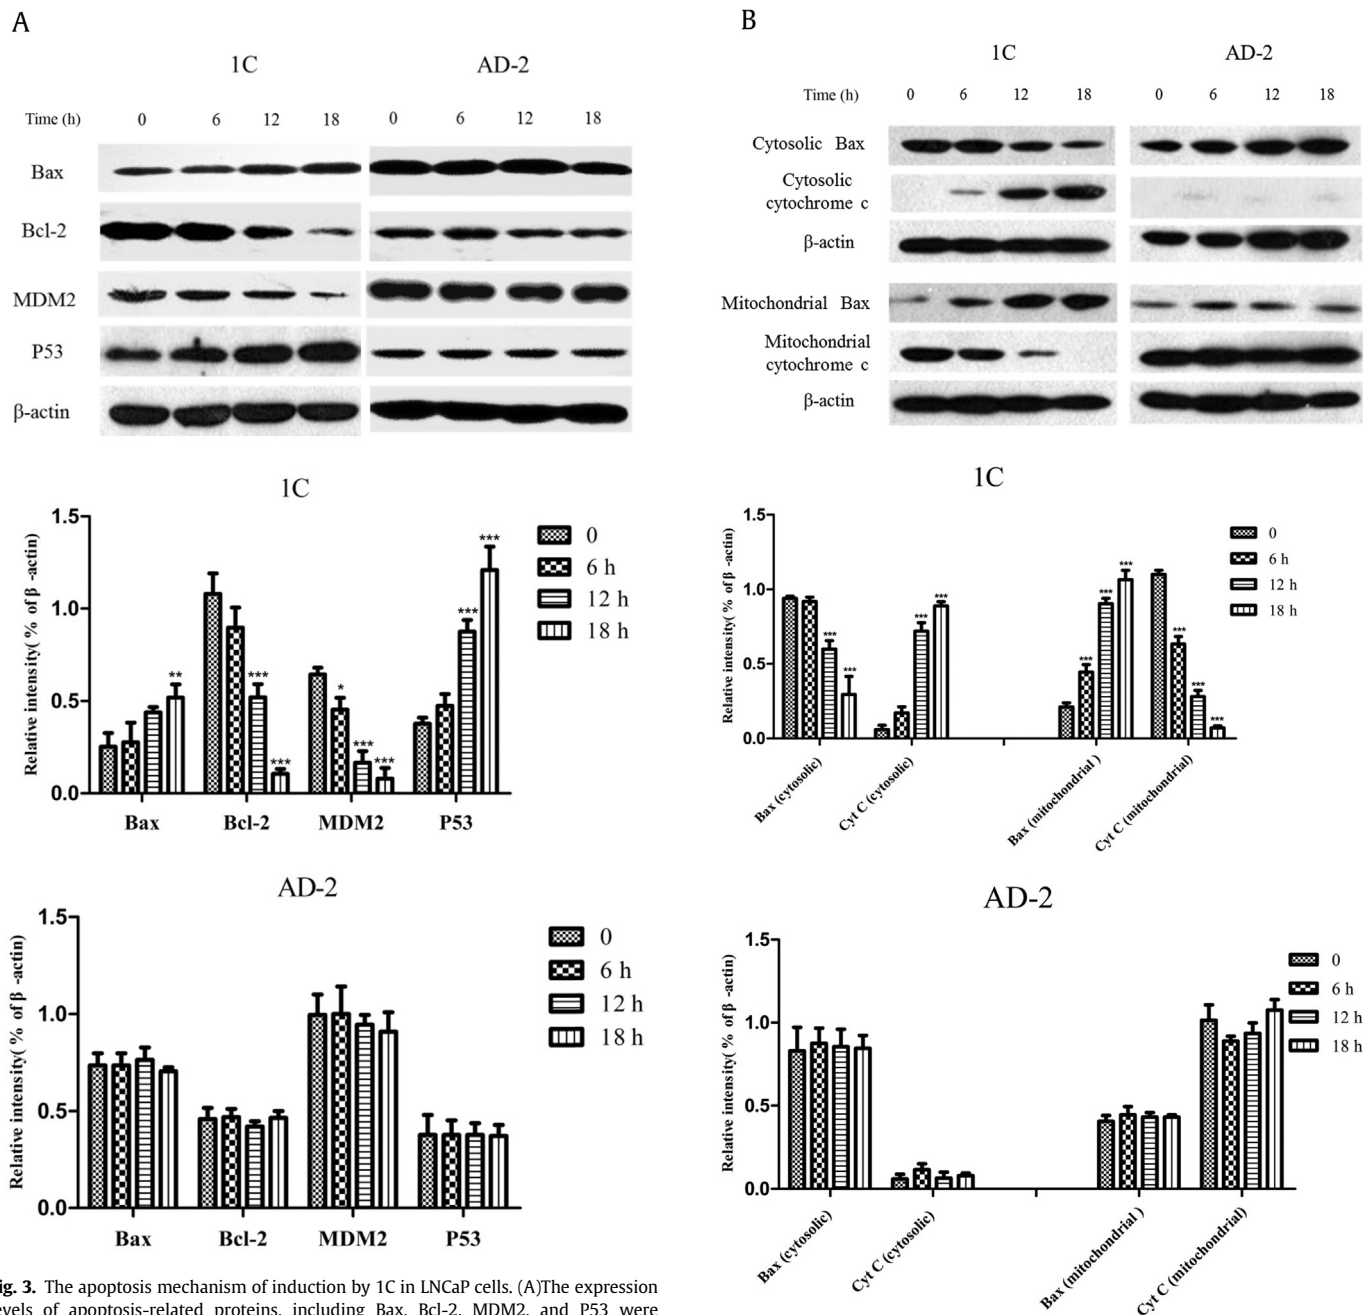 A
1C AD-2
Time (h) 0 6 12 18 0 6 12 18
Bax
Bcl-2
MDM2
P53
β-actin
1C
Relative intensity( % of β -actin)
1.5
1.0
0.5
0.0
** *** *** * *** *** *** ***
0
6 h
12 h
18 h
Bax Bcl-2 MDM2 P53
AD-2
Relative intensity( % of β -actin)
1.5
1.0
0.5
0.0
0
6 h
12 h
18 h
Bax Bcl-2 MDM2 P53
ig. 3. The apoptosis mechanism of induction by 1C in LNCaP cells. (A)The expression
evels of apoptosis-related proteins, including Bax, Bcl-2, MDM2, and P53 were
B
1C AD-2
Time (h) 0 6 12 18 0 6 12 18
Cytosolic Bax
Cytosolic
cytochrome c
β-actin
Mitochondrial Bax
Mitochondrial
cytochrome c
β-actin
1C
Relative intensity( % of β -actin)
1.5
1.0
0.5
0.0
*** *** *** *** *** *** *** *** *** ***
0
6 h
12 h
18 h
Bax (cytosolic)
Cyt C (cytosolic)
Bax (mitochondrial )
Cyt C (mitochondrial)
AD-2
Relative intensity( % of β -actin)
1.5
1.0
0.5
0.0
0
6 h
12 h
18 h
Bax (cytosolic)
Cyt C (cytosolic)
Bax (mitochondrial )
Cyt C (mitochondrial)